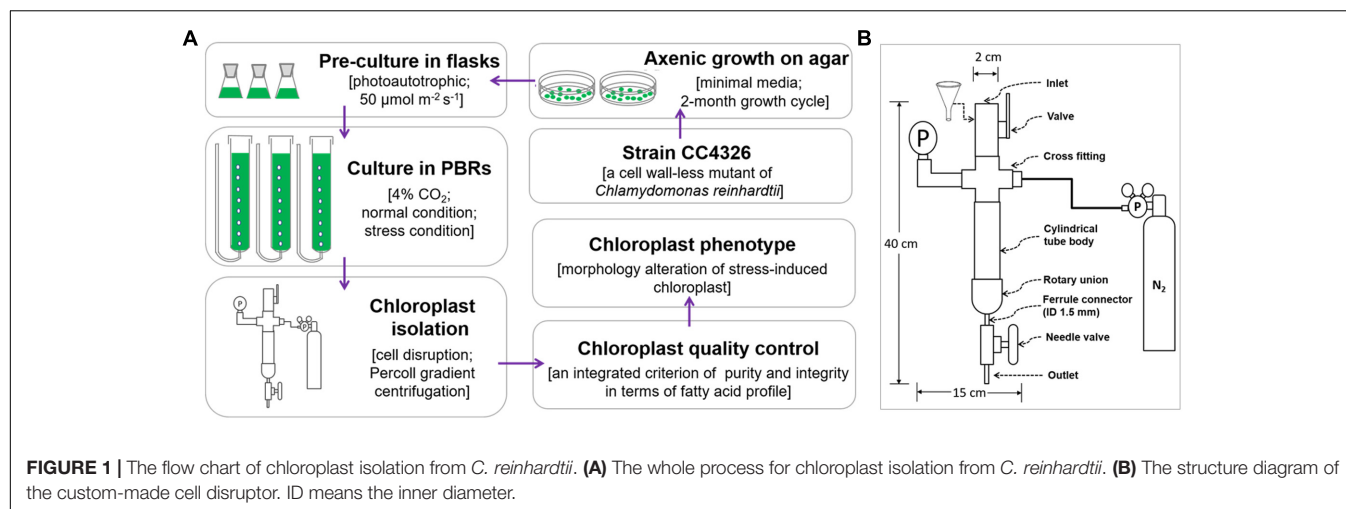 A
Pre-culture in flasks
[photoautotrophic;
50 μmol m⁻² s⁻¹]
Axenic growth on agar
[minimal media;
2-month growth cycle]
Culture in PBRs
[4% CO₂;
normal condition;
stress condition]
Strain CC4326
[a cell wall-less mutant of
Chlamydomonas reinhardtii]
Chloroplast phenotype
[morphology alteration of stress-induced
chloroplast]
P
Chloroplast
isolation
[cell disruption;
Percoll gradient
centrifugation]
Chloroplast quality control
[an integrated criterion of purity and integrity
in terms of fatty acid profile]
B
2 cm
Inlet
Valve
P
Cross fitting
P
40 cm
Cylindrical
tube body
N₂
Rotary union
Ferrule connector
(ID 1.5 mm)
Needle valve
Outlet
15 cm
FIGURE 1 | The flow chart of chloroplast isolation from C. reinhardtii. (A) The whole process for chloroplast isolation from C. reinhardtii. (B) The structure diagram of
the custom-made cell disruptor. ID means the inner diameter.